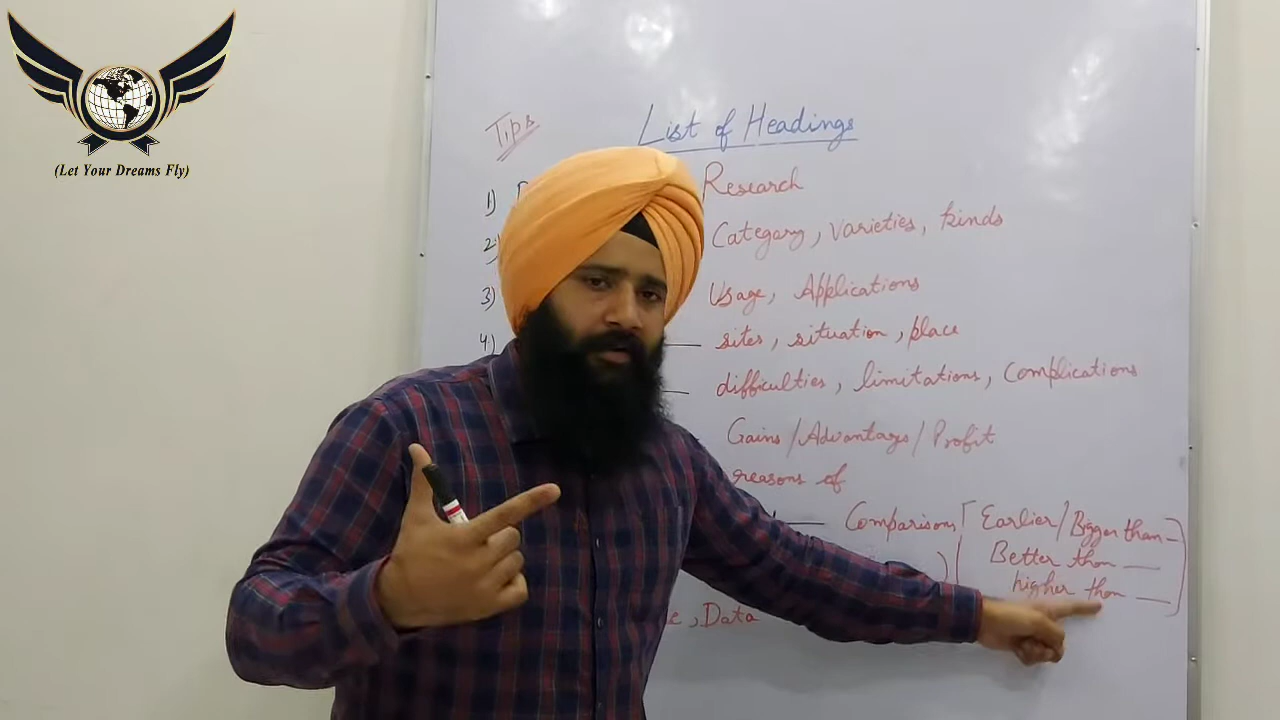 (Let Your Dreams Fly)
Tips
List of Headings
1) Research
2) Category, varieties, kinds
3) Usage, Applications
4) sites, situation, place
difficulties, limitations, Complications
Gains/Advantage/Profit
reasons of
Comparison [Earlier/Bigger than
Better than
higher than
, Data